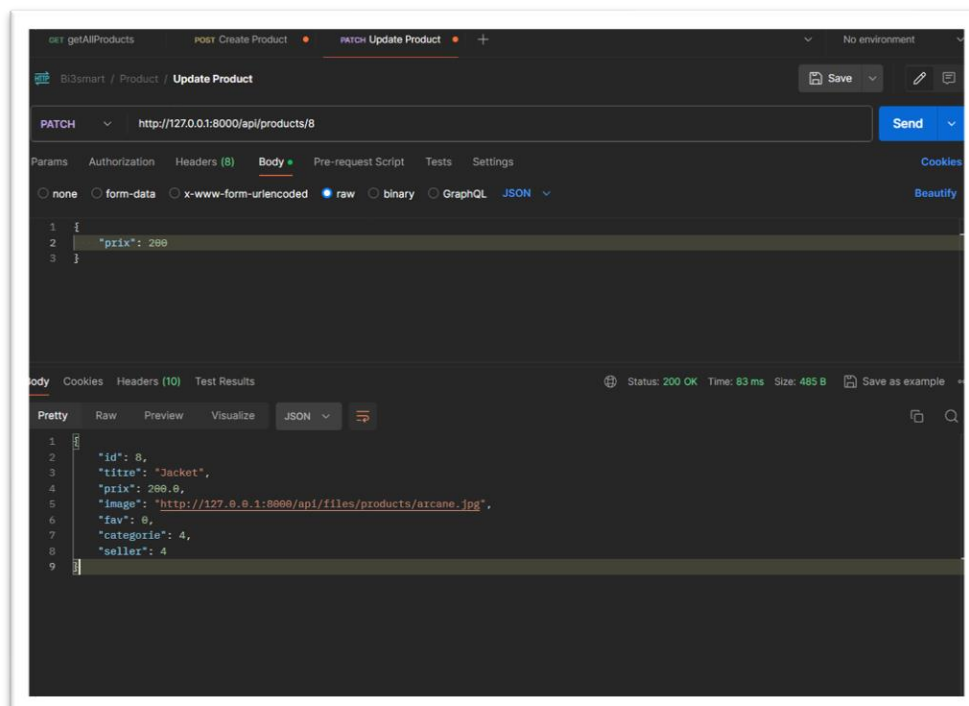 GET getAllProducts POST Create Product PATCH Update Product + No environment
HTTP Bi3smart / Product / Update Product Save
PATCH http://127.0.0.1:8000/api/products/8 Send
Params Authorization Headers (8) Body Pre-request Script Tests Settings Cookies
none form-data x-www-form-urlencoded raw binary GraphQL JSON Beautify
1 {
2 "prix": 200
3 }
Body Cookies Headers (10) Test Results Status: 200 OK Time: 83 ms Size: 485 B Save as example
Pretty Raw Preview Visualize JSON
1 {
2 "id": 8,
3 "titre": "Jacket",
4 "prix": 200.0,
5 "image": "http://127.0.0.1:8000/api/files/products/arcane.jpg",
6 "fav": 0,
7 "categorie": 4,
8 "seller": 4
9 }